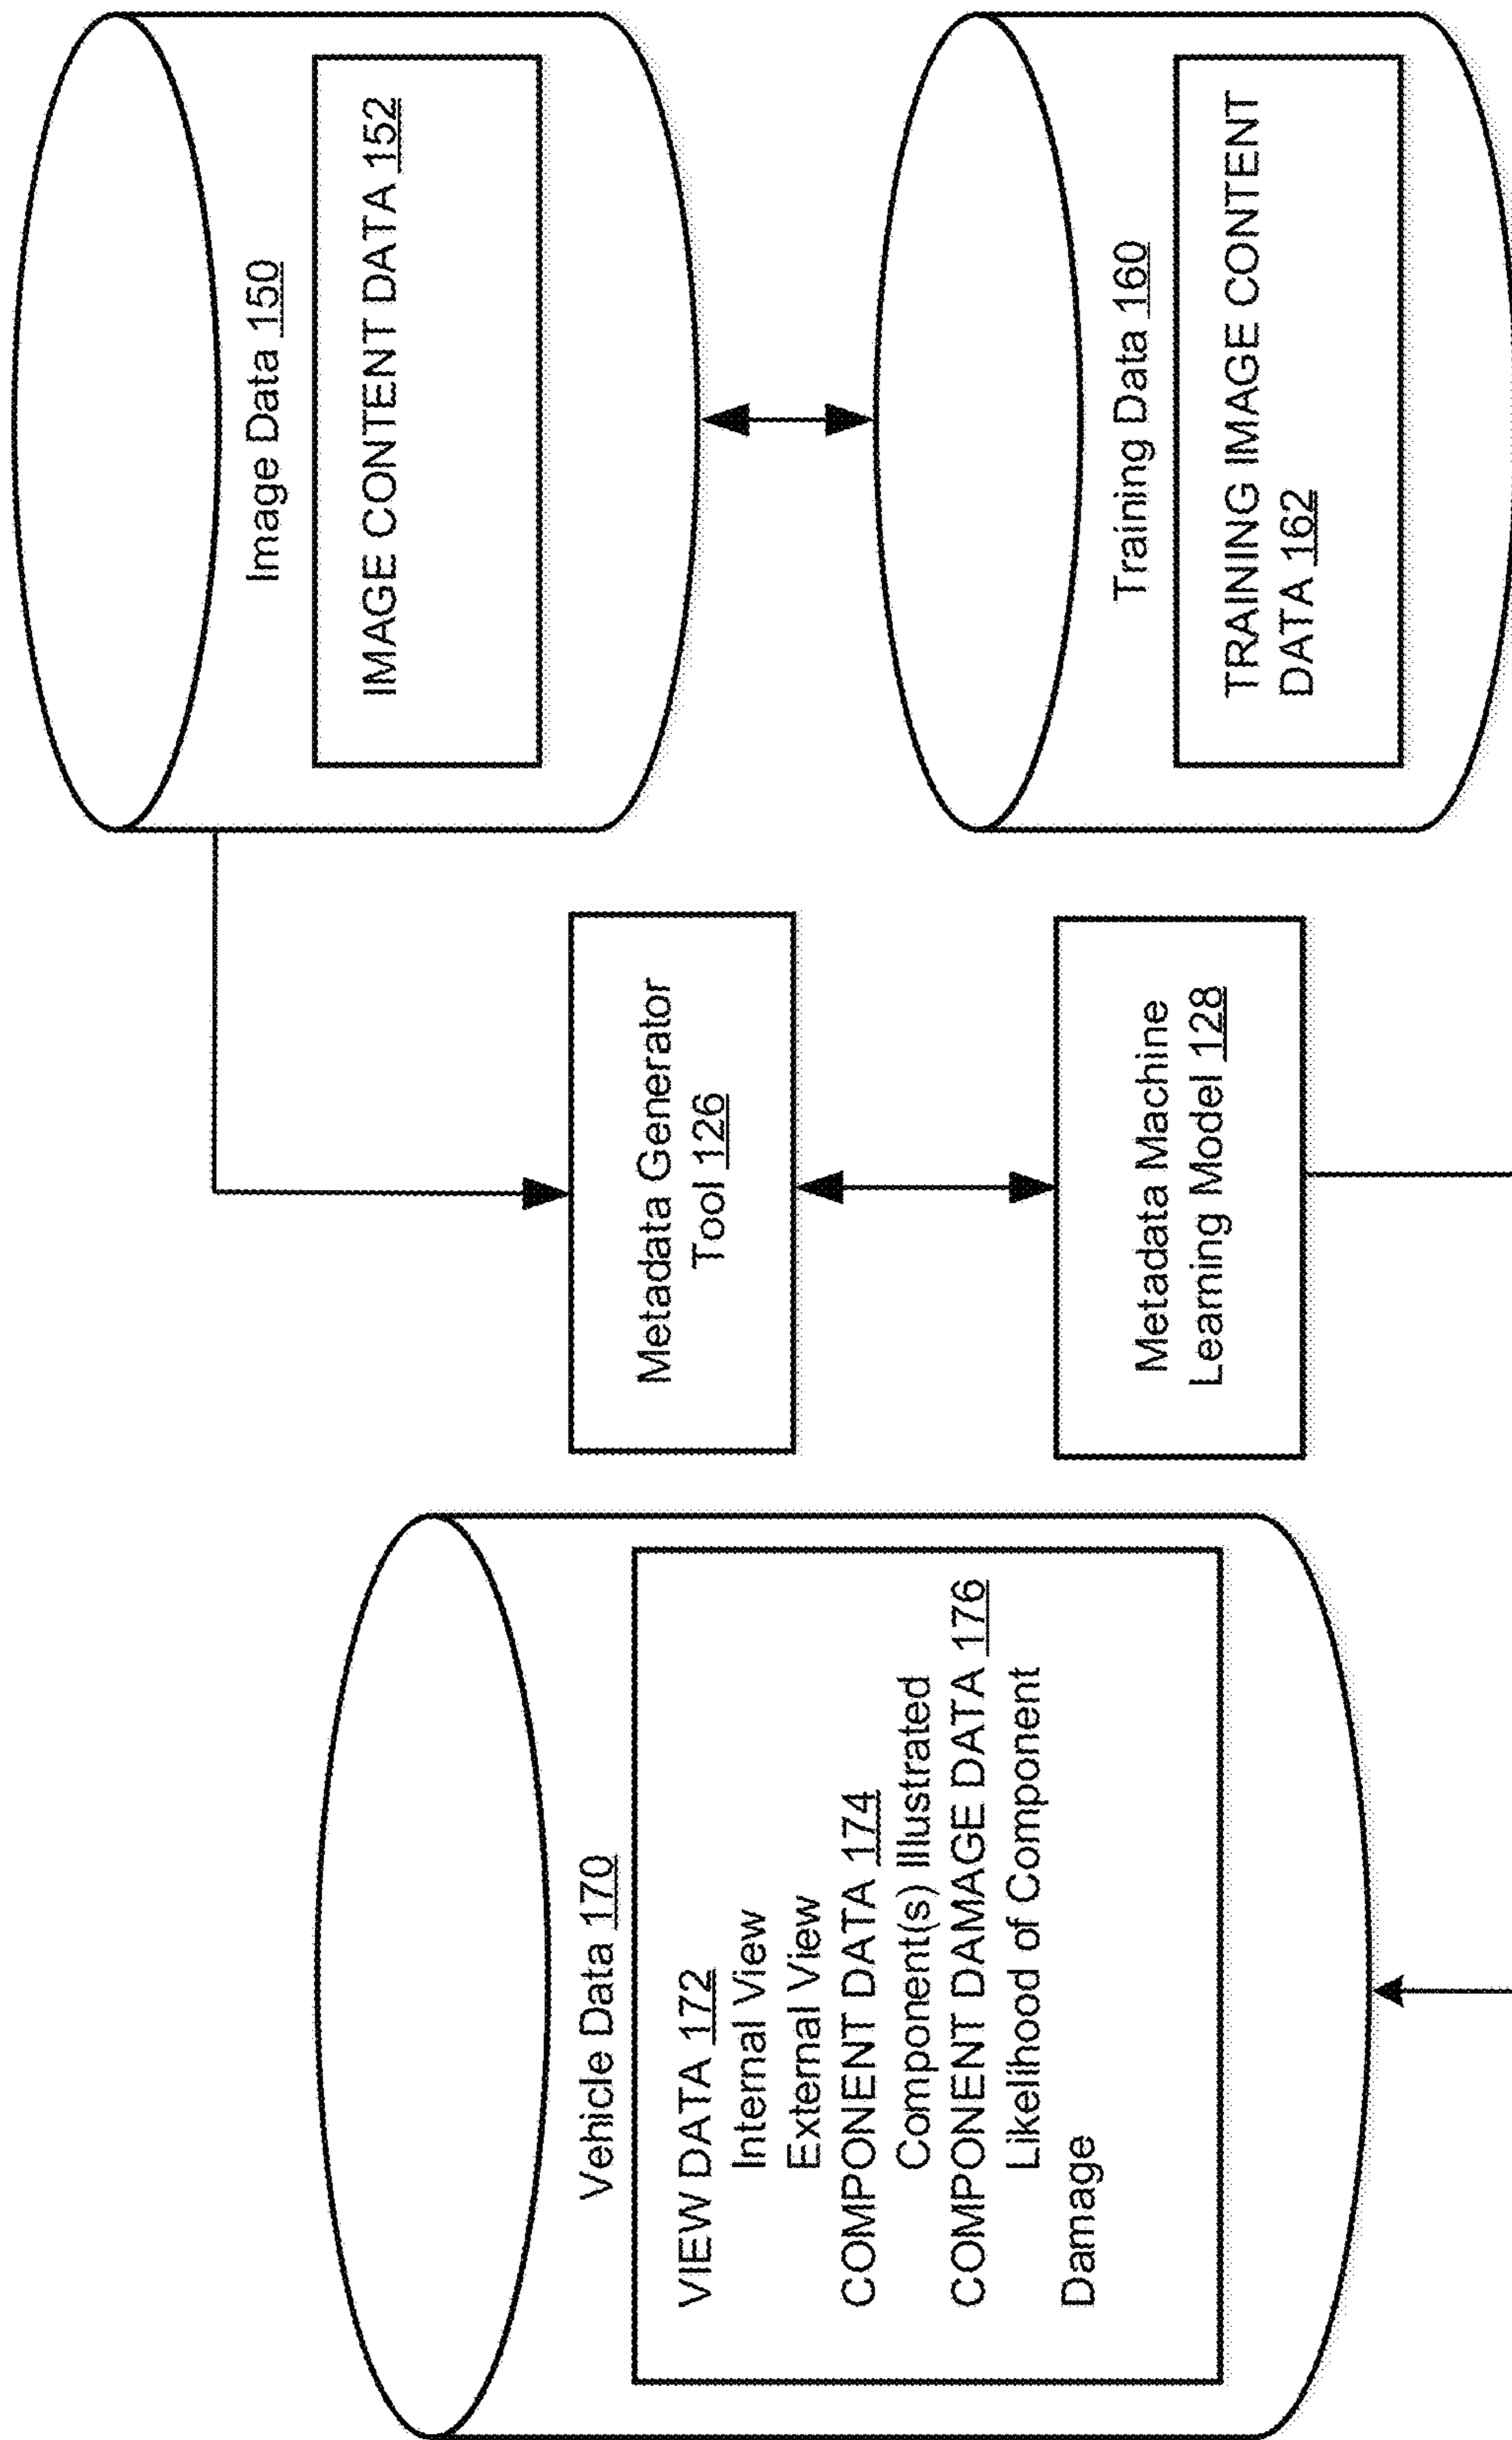 Vehicle Data 170
VIEW DATA 172
Internal View
External View
COMPONENT DATA 174
Component(s) Illustrated
COMPONENT DAMAGE DATA 176
Likelihood of Component
Damage
Metadata Generator
Tool 126
Metadata Machine
Learning Model 128
Image Data 150
IMAGE CONTENT DATA 152
Training Data 160
TRAINING IMAGE CONTENT
DATA 162